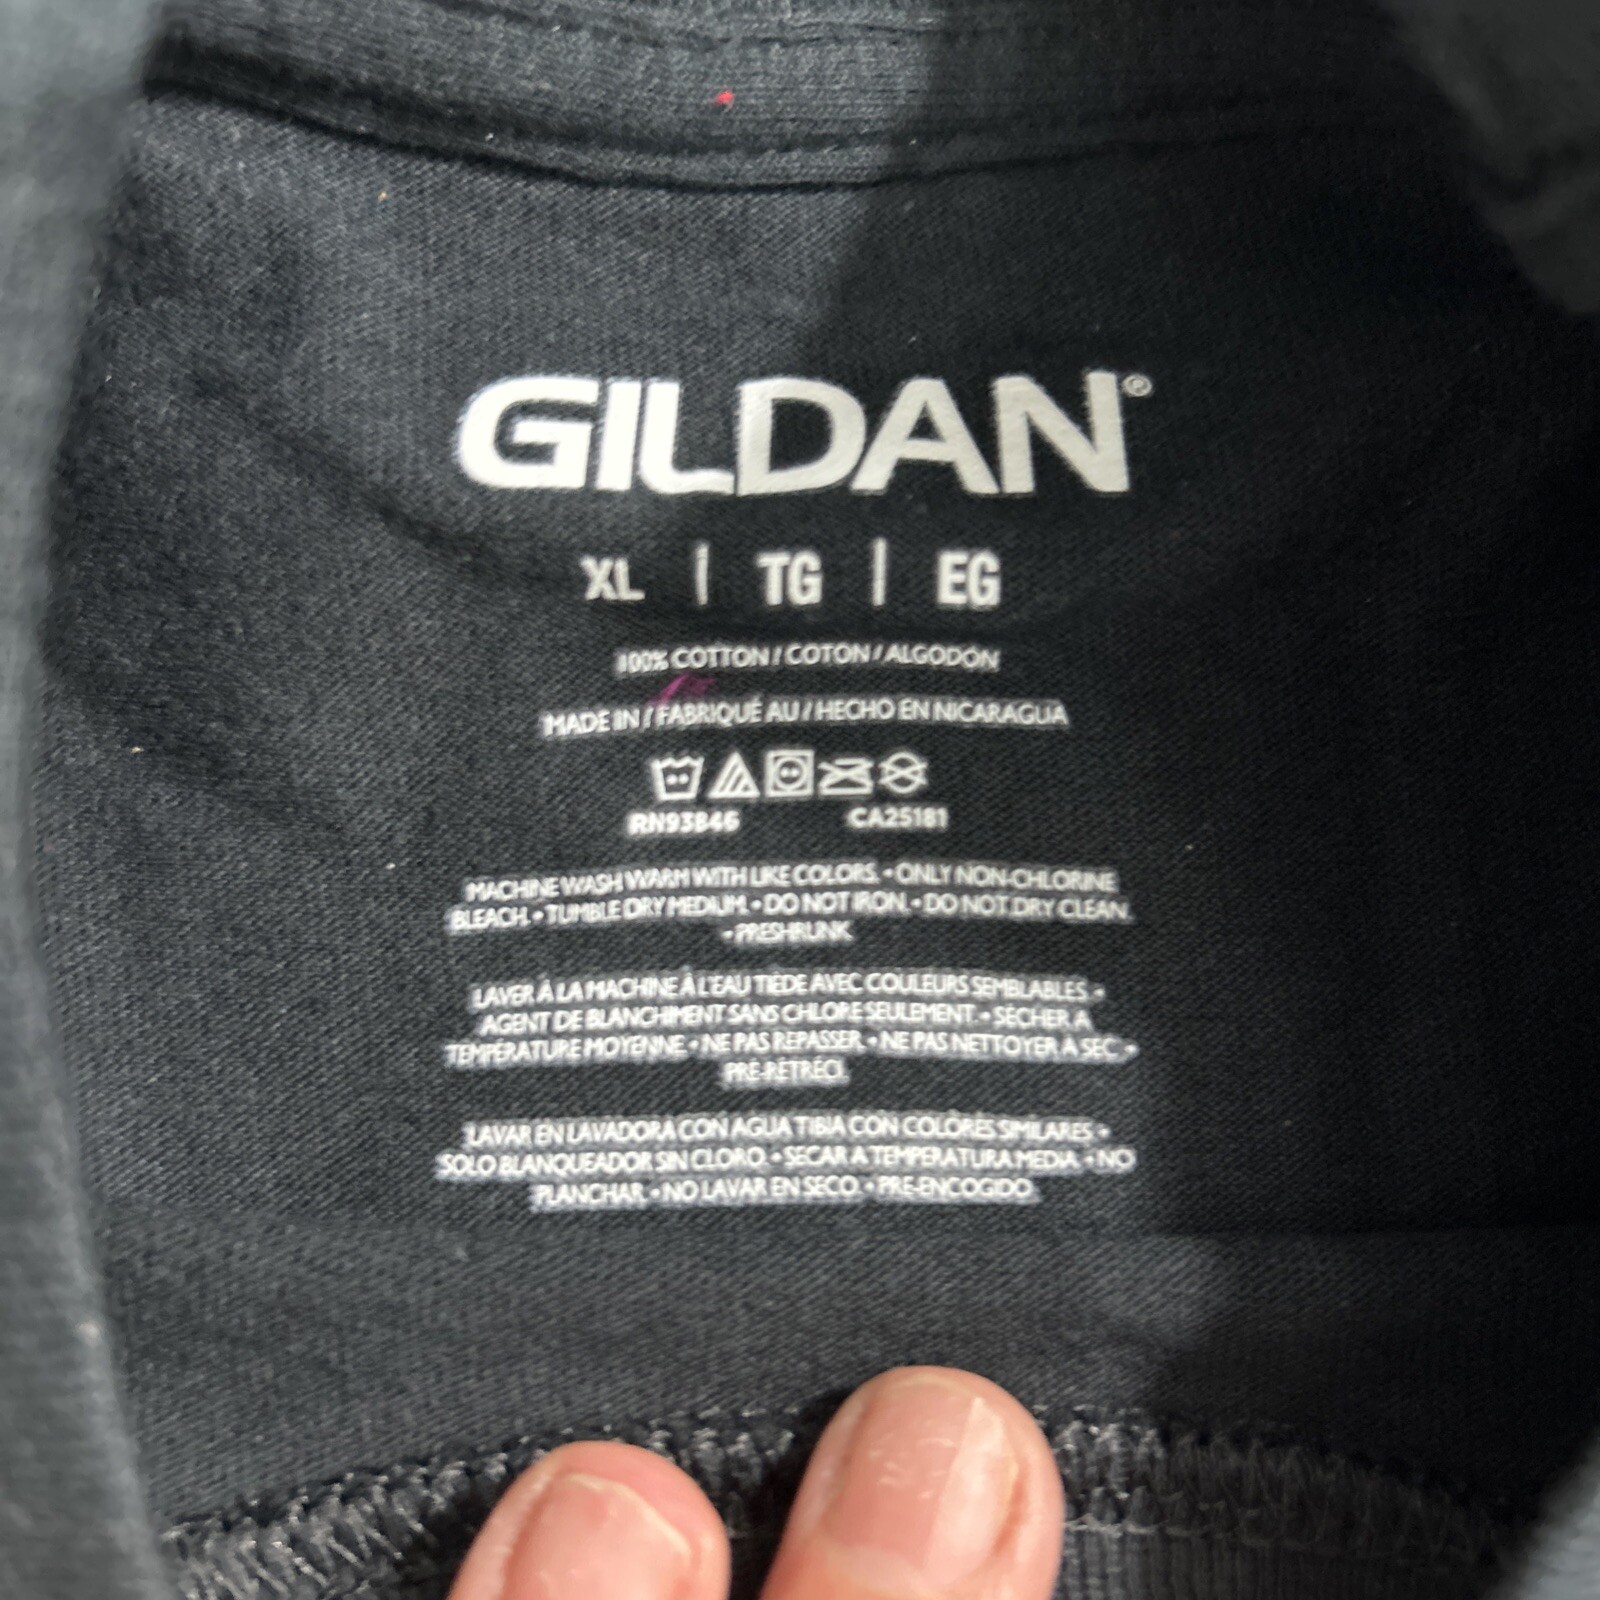 GILDAN®
XL | TG | EG
100% COTTON / COTON / ALGODÓN
MADE IN / FABRIQUÉ AU / HECHO EN NICARAGUA
RN93846 CA25181
MACHINE WASH WARM WITH LIKE COLORS. • ONLY NON-CHLORINE
BLEACH. • TUMBLE DRY MEDIUM. • DO NOT IRON. • DO NOT DRY CLEAN.
• PRESHRUNK
LAVER À LA MACHINE À L'EAU TIÈDE AVEC COULEURS SEMBLABLES. •
AGENT DE BLANCHIMENT SANS CHLORE SEULEMENT. • SÉCHER À
TEMPÉRATURE MOYENNE • NE PAS REPASSER. • NE PAS NETTOYER À SEC. •
PRÉ-RÉTRÉCI.
LAVAR EN LAVADORA CON AGUA TIBIA CON COLORES SIMILARES •
SOLO BLANQUEADOR SIN CLORO. • SECAR A TEMPERATURA MEDIA. • NO
PLANCHAR. • NO LAVAR EN SECO. • PRE-ENCOGIDO.